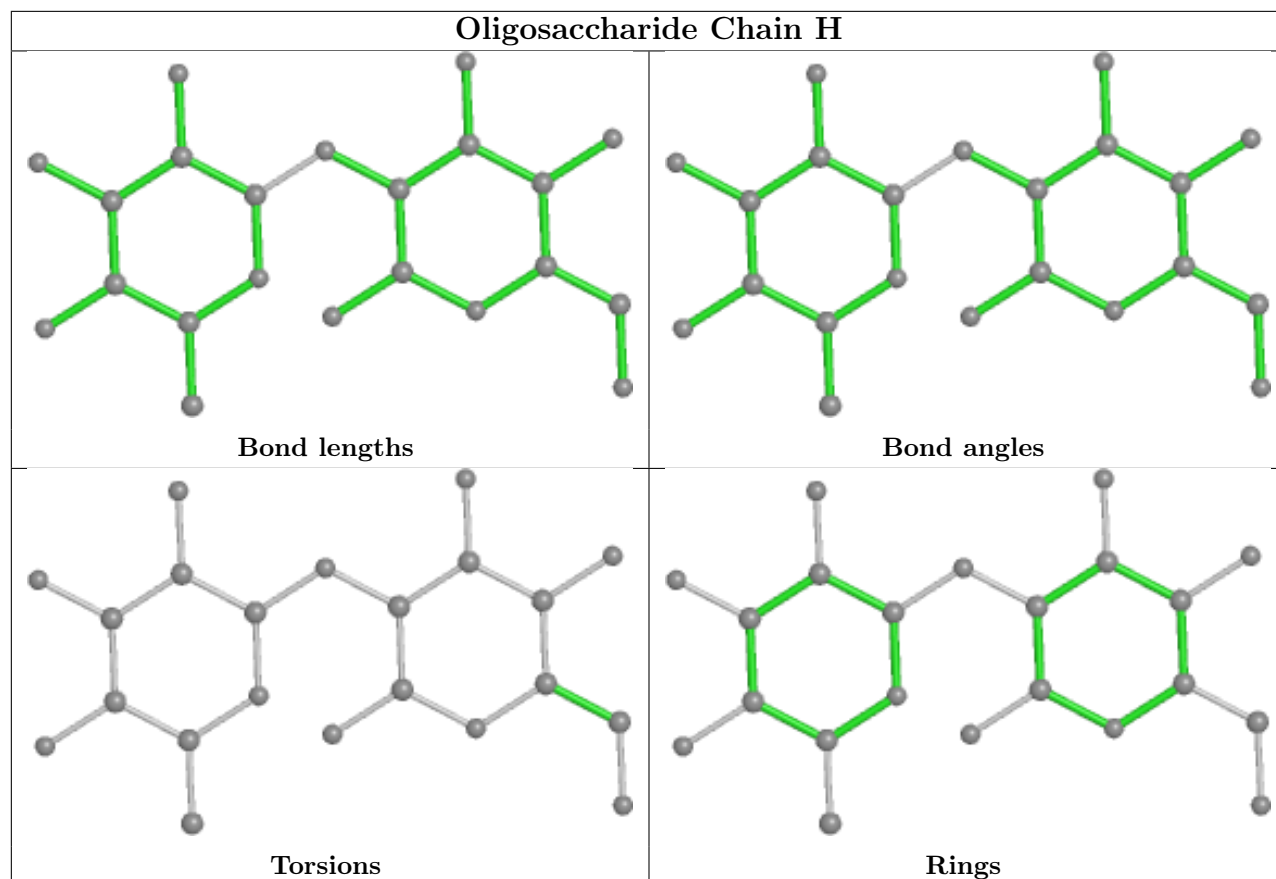 Oligosaccharide Chain H
Bond lengths
Bond angles
Torsions
Rings